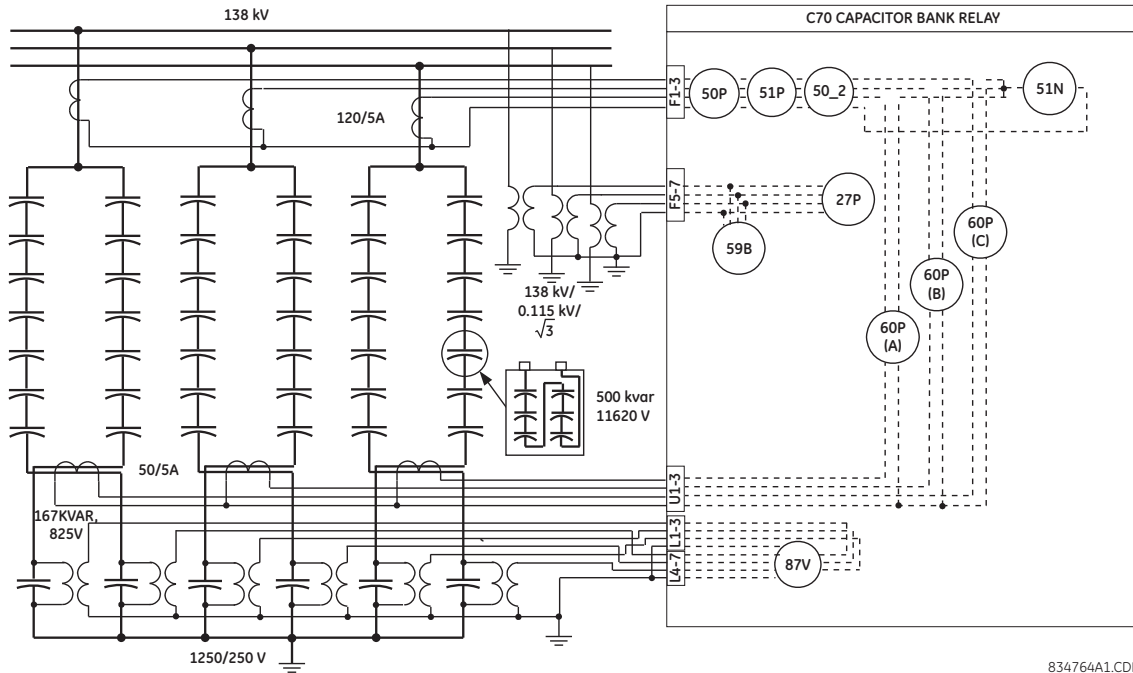 138 kV
C70 CAPACITOR BANK RELAY
F1-3
50P
51P
50_2
51N
120/5A
F5-7
27P
59B
60P
(C)
60P
(B)
60P
(A)
138 kV/
0.115 kV/
√3
500 kvar
11620 V
50/5A
U1-3
167KVAR,
825V
L1-3
L4-7
87V
1250/250 V
834764A1.CD